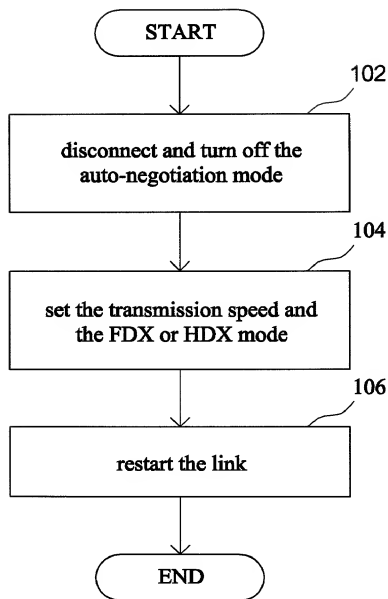 START
102
disconnect and turn off the
auto-negotiation mode
104
set the transmission speed and
the FDX or HDX mode
106
restart the link
END